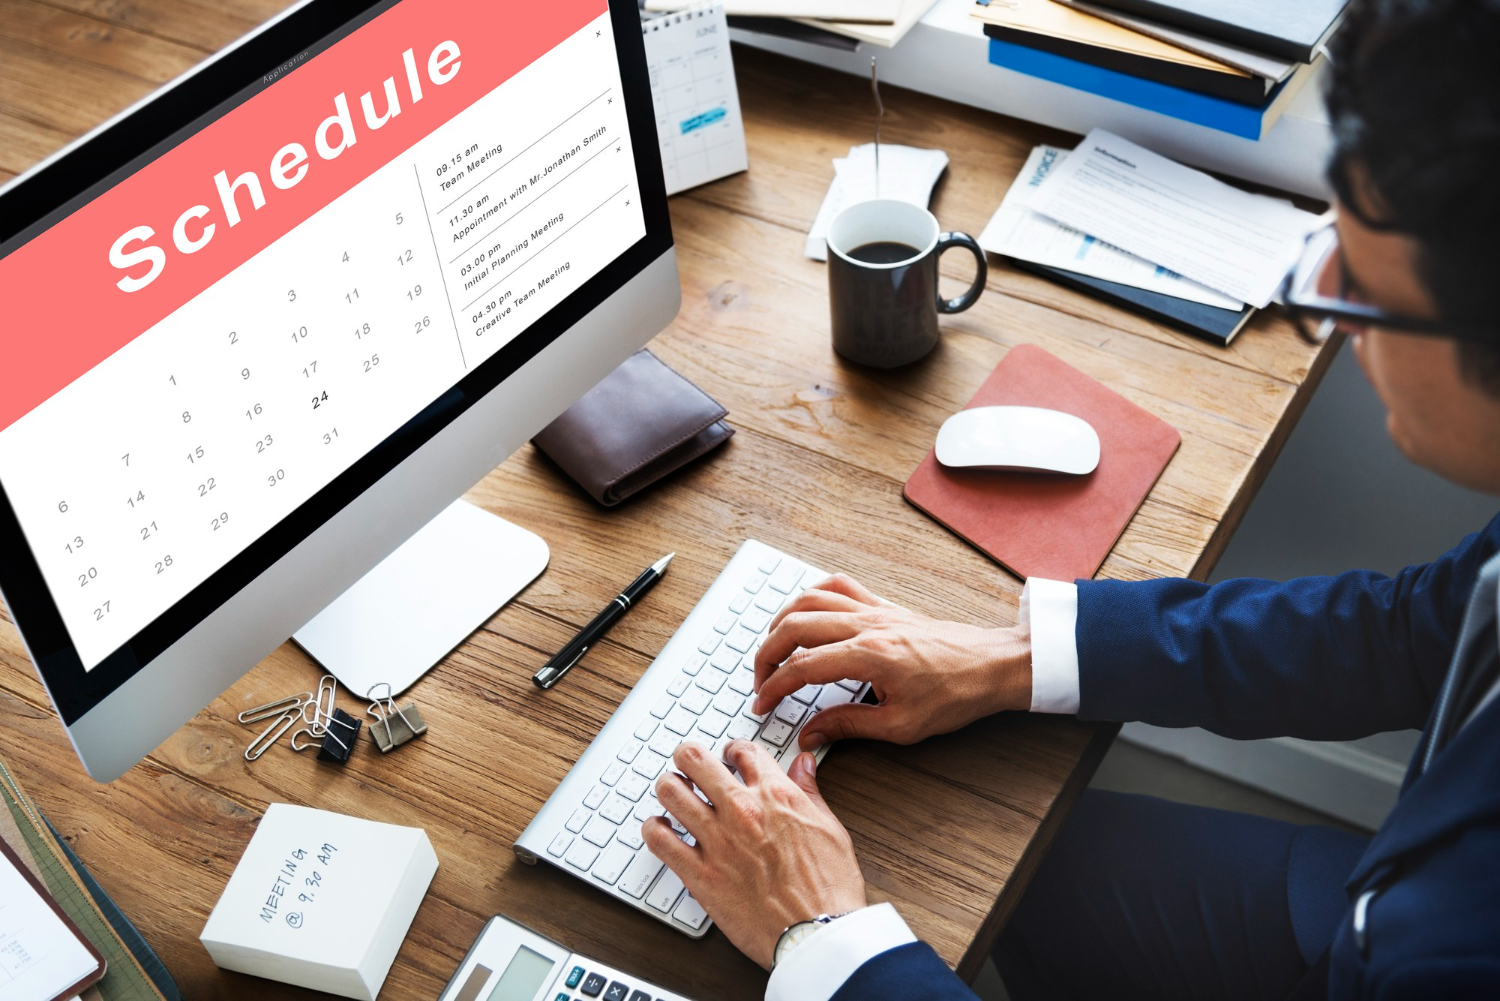 Application
Schedule
1 2 3 4 5
6 7 8 9 10 11 12
13 14 15 16 17 18 19
20 21 22 23 24 25 26
27 28 29 30 31
09.15 am
Team Meeting
×
11.30 am
Appointment with Mr.Jonathan Smith
×
03.00 pm
Initial Planning Meeting
×
04.30 pm
Creative Team Meeting
×
JUNE
INVOICE
Information
MEETING
@ 9.30 AM